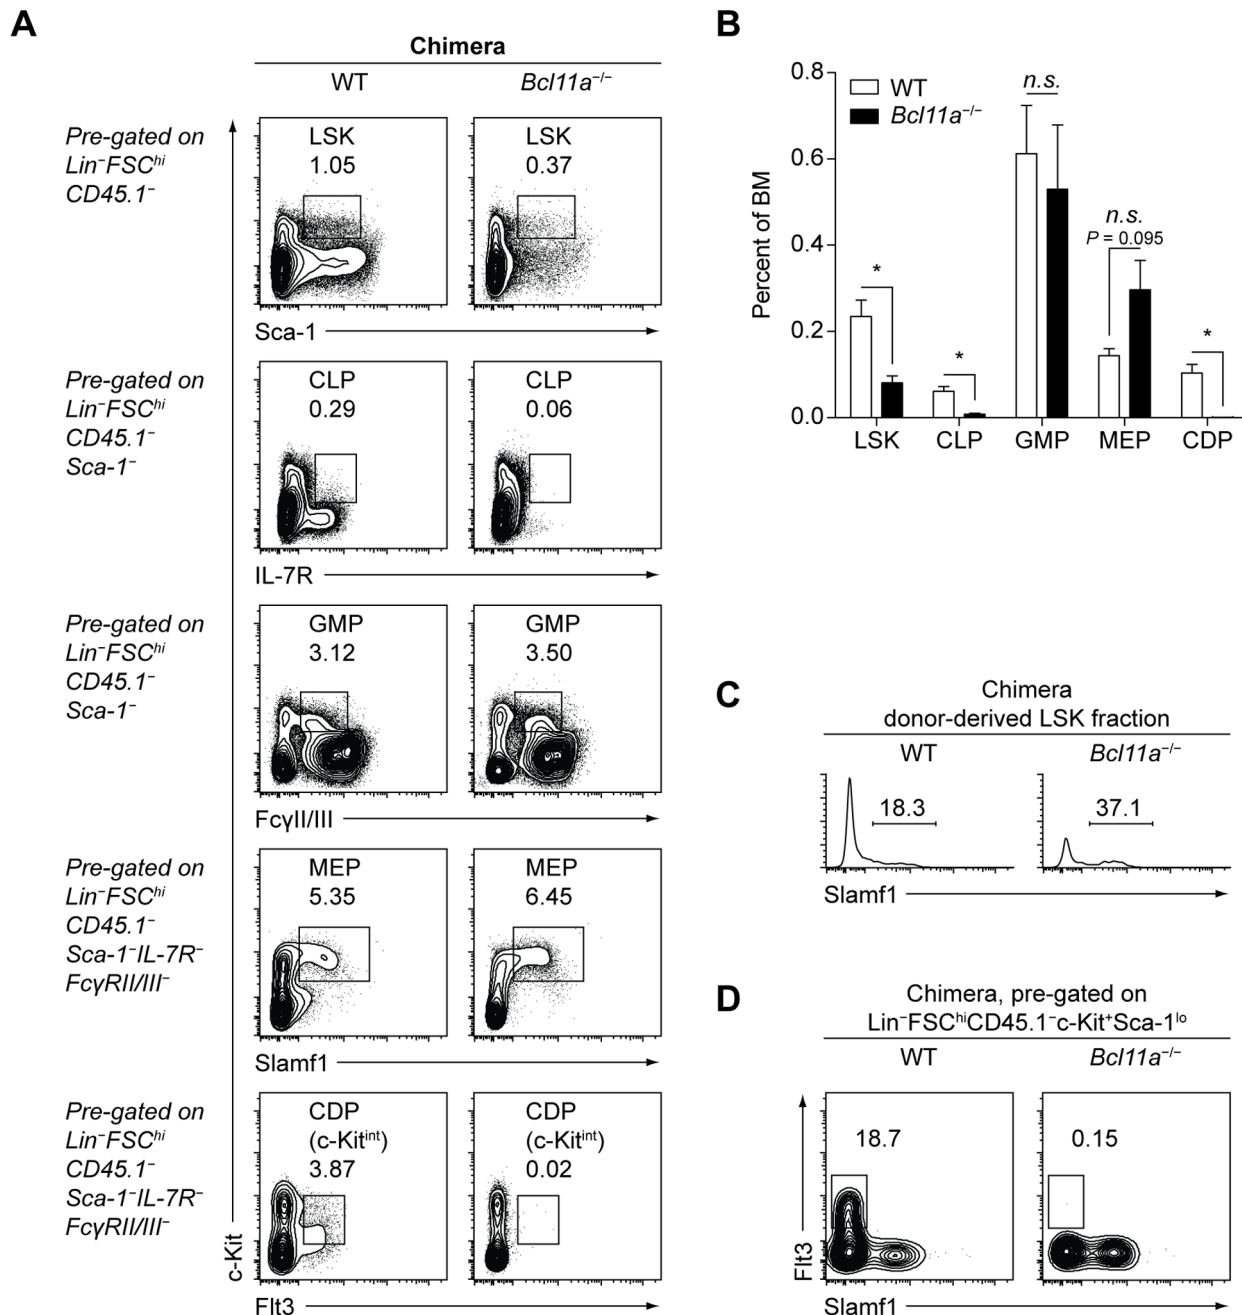 A
Chimera
WT
Bcl11a⁻/⁻
Pre-gated on
Lin⁻FSCʰⁱ
CD45.1⁻
LSK
1.05
LSK
0.37
Sca-1
Pre-gated on
Lin⁻FSCʰⁱ
CD45.1⁻
Sca-1⁻
CLP
0.29
CLP
0.06
IL-7R
Pre-gated on
Lin⁻FSCʰⁱ
CD45.1⁻
Sca-1⁻
GMP
3.12
GMP
3.50
FcγII/III
Pre-gated on
Lin⁻FSCʰⁱ
CD45.1⁻
Sca-1⁻IL-7R⁻
FcγRII/III⁻
MEP
5.35
MEP
6.45
Slamf1
Pre-gated on
Lin⁻FSCʰⁱ
CD45.1⁻
Sca-1⁻IL-7R⁻
FcγRII/III⁻
CDP
(c-Kitⁱⁿᵗ)
3.87
CDP
(c-Kitⁱⁿᵗ)
0.02
c-Kit
Flt3
B
WT
Bcl11a⁻/⁻
Percent of BM
0.8
0.6
0.4
0.2
0.0
*
*
n.s.
n.s.
P = 0.095
*
LSK
CLP
GMP
MEP
CDP
C
Chimera
donor-derived LSK fraction
WT
Bcl11a⁻/⁻
18.3
37.1
Slamf1
D
Chimera, pre-gated on
Lin⁻FSCʰⁱCD45.1⁻c-Kit⁺Sca-1ˡᵒ
WT
Bcl11a⁻/⁻
18.7
0.15
Flt3
Slamf1